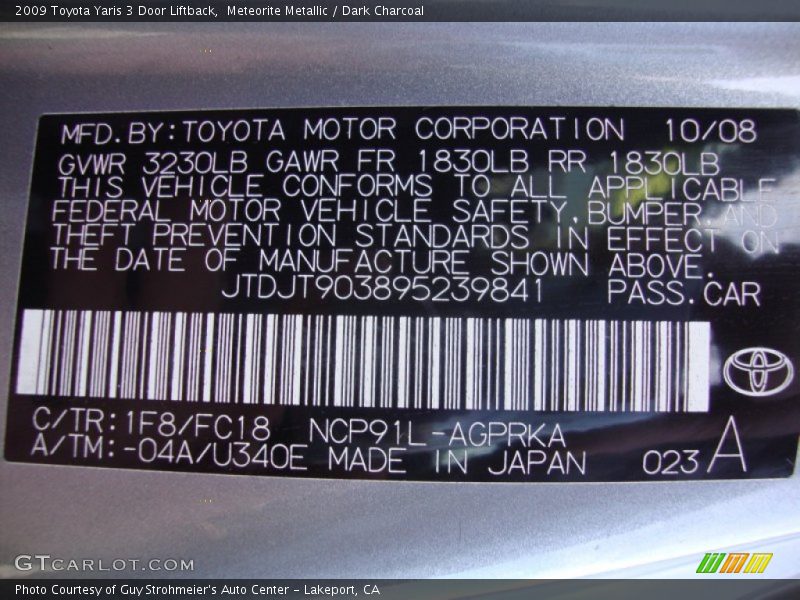 2009 Toyota Yaris 3 Door Liftback,  Meteorite Metallic / Dark Charcoal
MFD. BY: TOYOTA MOTOR CORPORATION 10/08
GVWR 3230LB GAWR FR 1830LB RR 1830LB
THIS VEHICLE CONFORMS TO ALL APPLICABLE
FEDERAL MOTOR VEHICLE SAFETY, BUMPER, AND
THEFT PREVENTION STANDARDS IN EFFECT ON
THE DATE OF MANUFACTURE SHOWN ABOVE.
JTDJT903895239841 PASS. CAR
C/TR: 1F8/FC18 NCP91L-AGPRKA
A/TM: -04A/U340E MADE IN JAPAN 023 A
GTCARLOT.COM
Photo Courtesy of Guy Strohmeier's Auto Center - Lakeport, CA